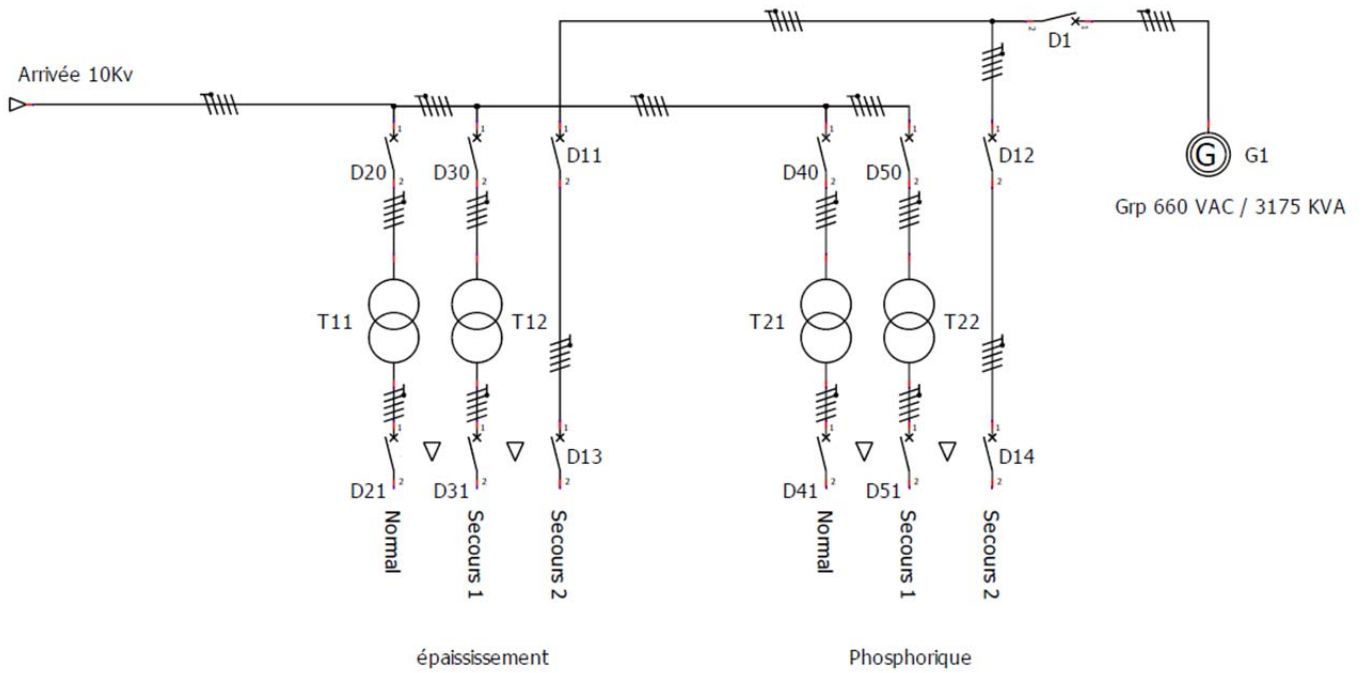 D1
Arrivée 10Kv
D20
D30
D11
D40
D50
D12
G
G1
Grp 660 VAC / 3175 KVA
T11
T12
T21
T22
D13
D14
D21
D31
D41
D51
Normal
Secours 1
Secours 2
Normal
Secours 1
Secours 2
épaississement
Phosphorique